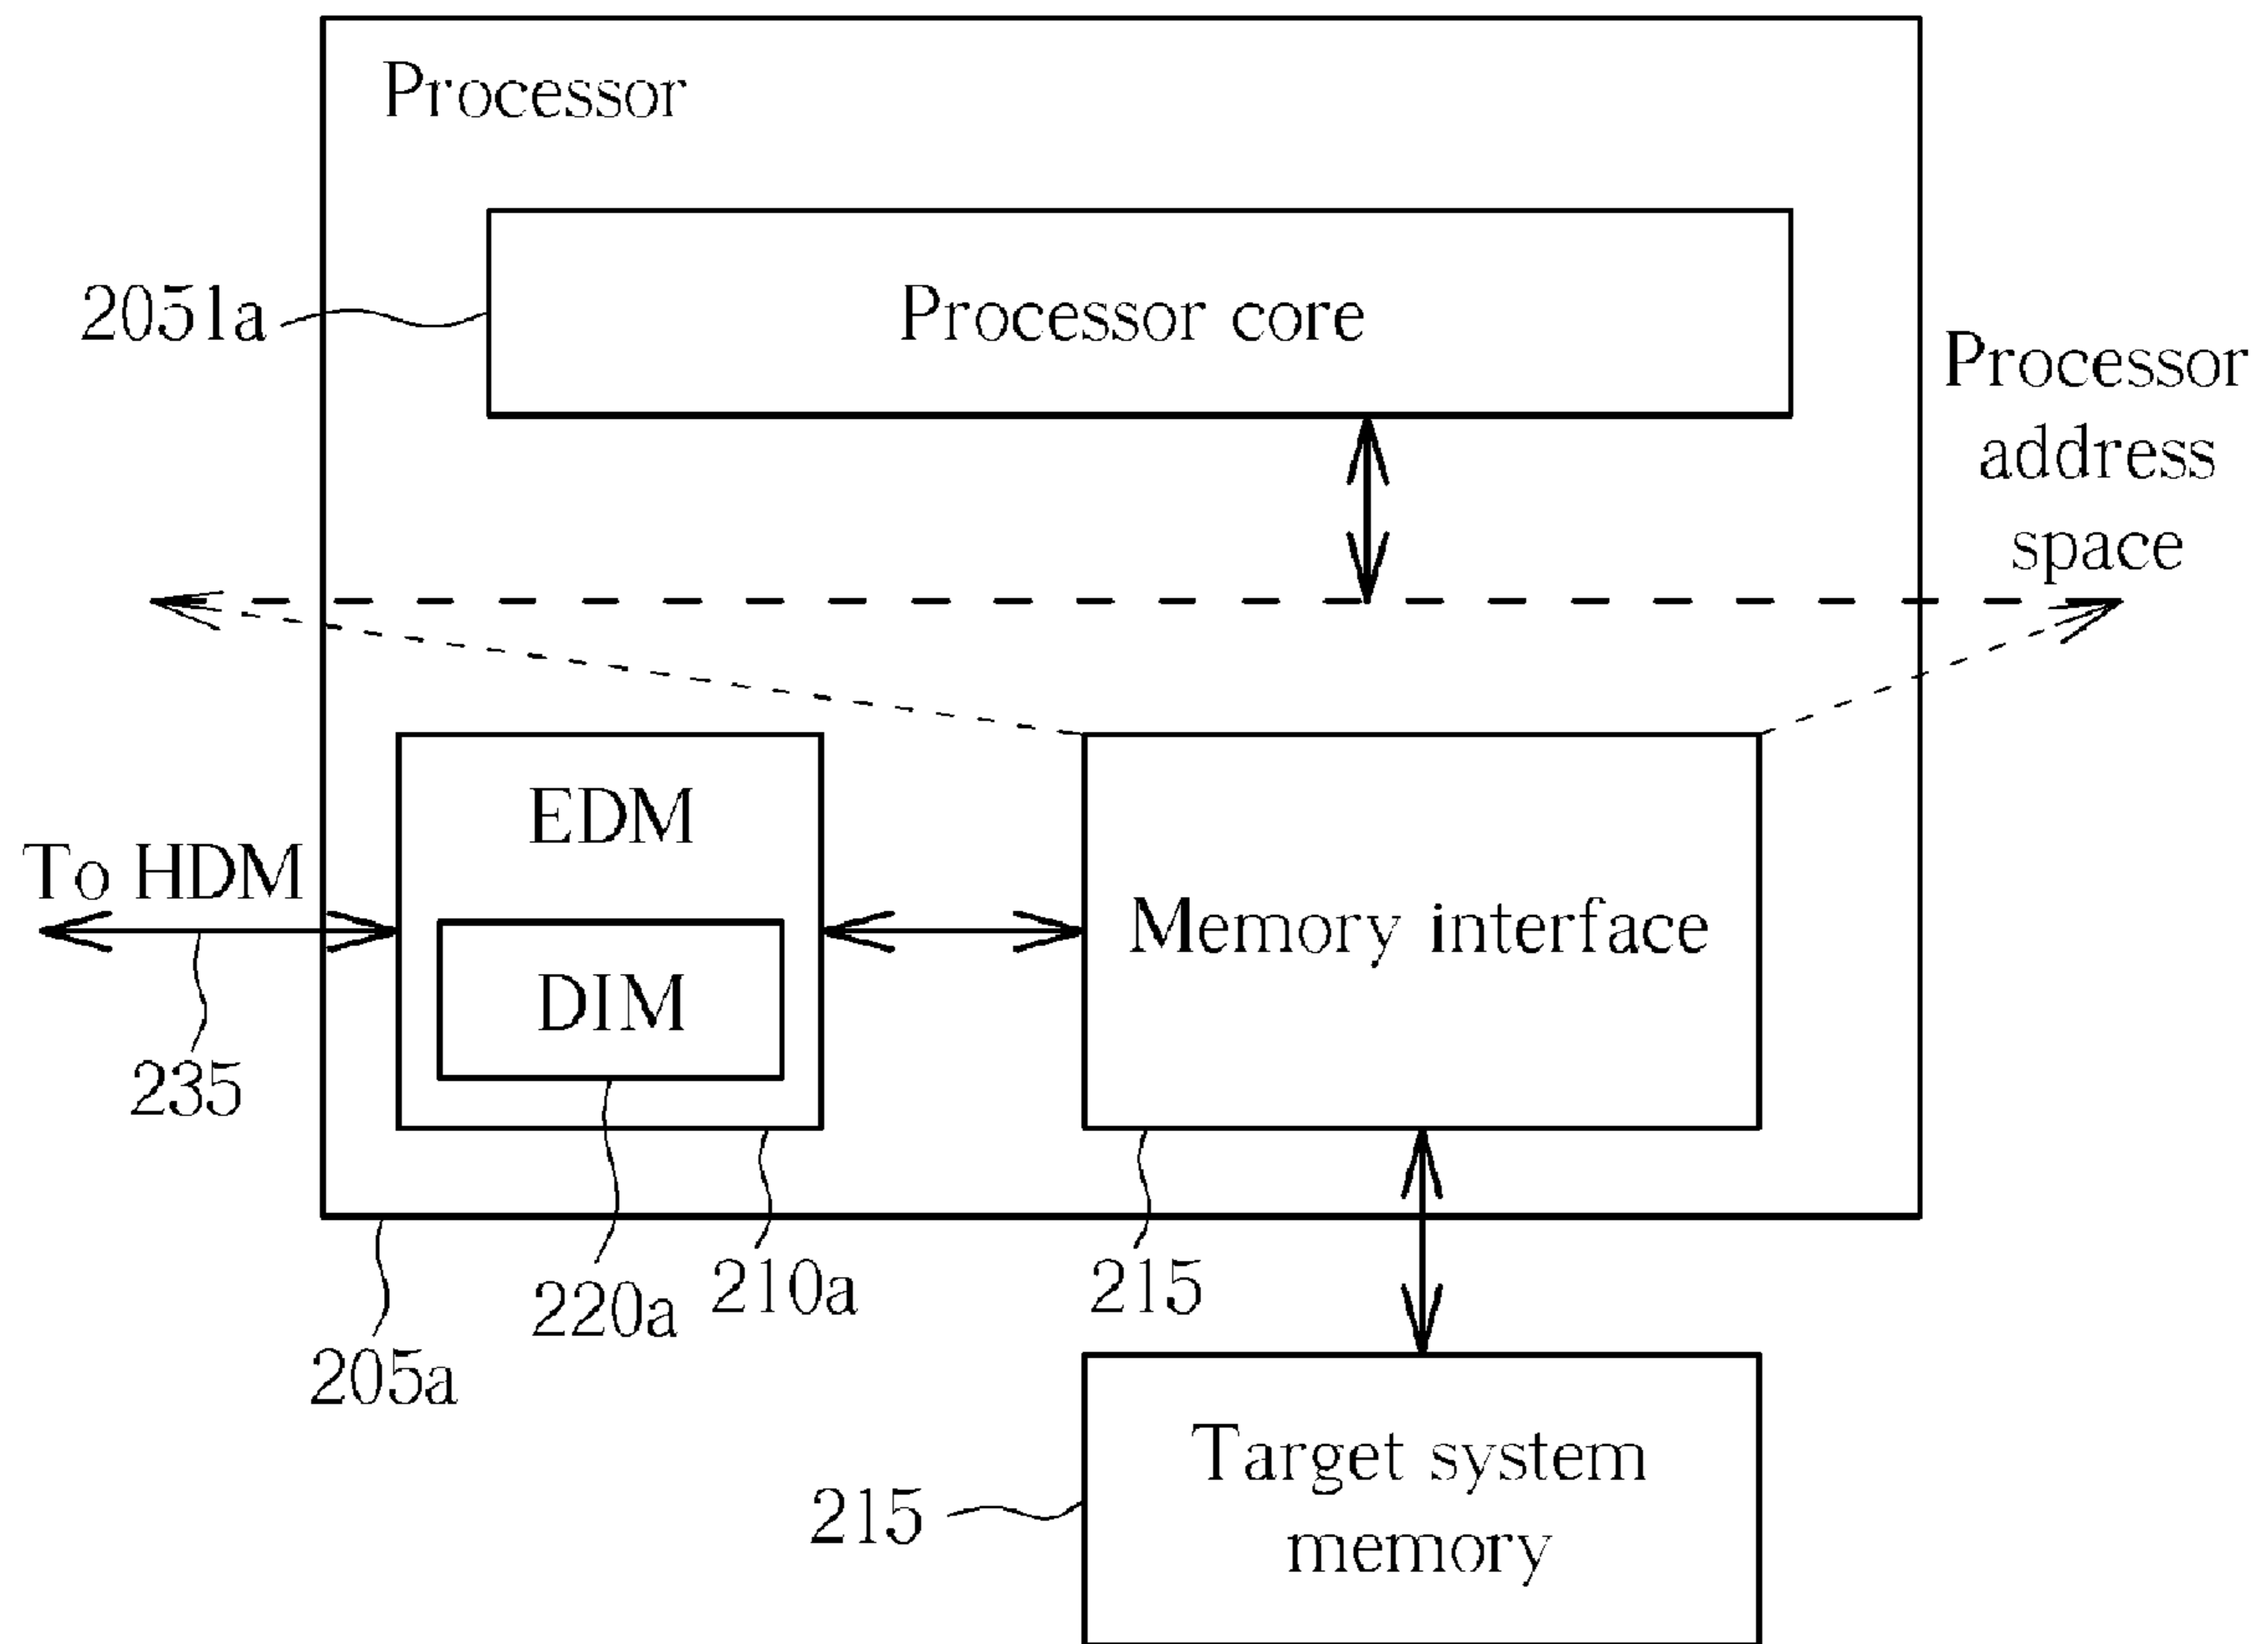 Processor
2051a
Processor core
Processor
address
space
EDM
To HDM
Memory interface
DIM
235
220a
210a
215
205a
Target system
memory
215